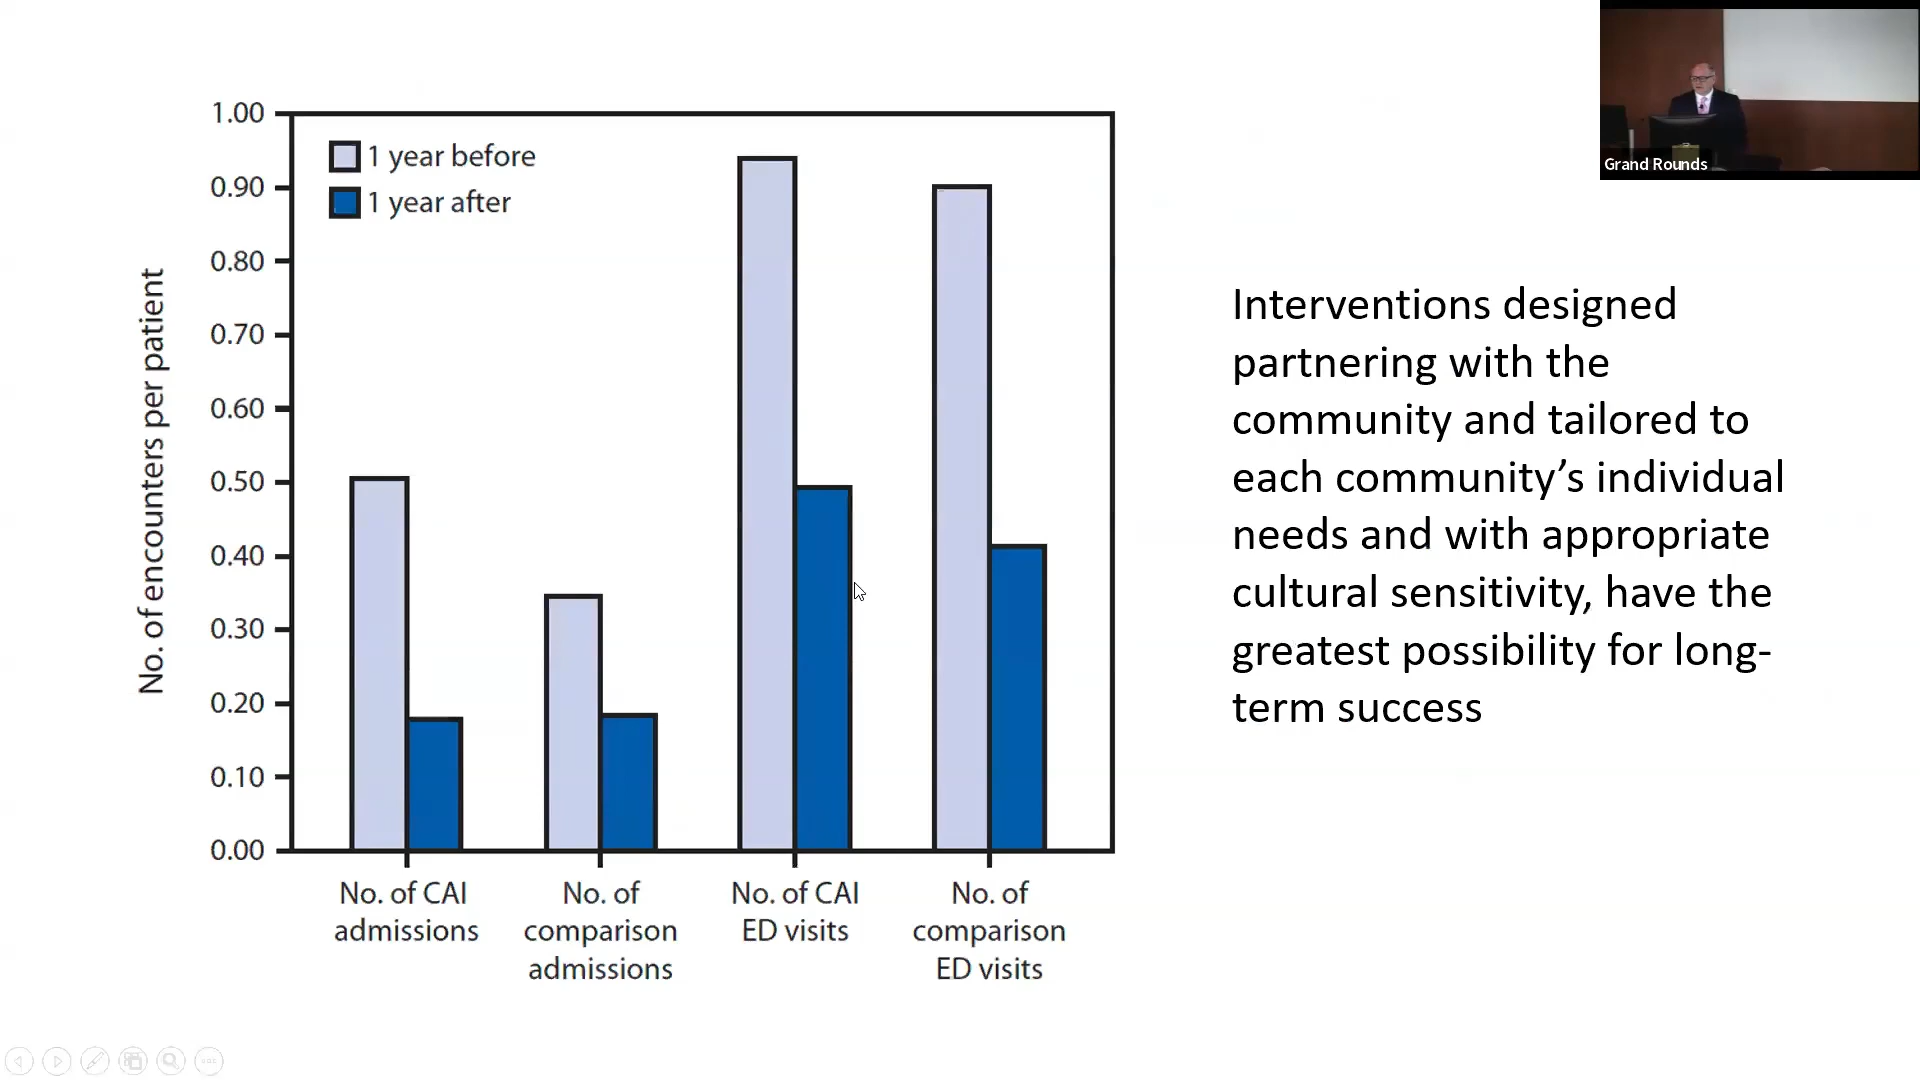 Grand Rounds
1.00
0.90
0.80
0.70
0.60
0.50
0.40
0.30
0.20
0.10
0.00
No. of encounters per patient
1 year before
1 year after
No. of CAI
admissions
No. of
comparison
admissions
No. of CAI
ED visits
No. of
comparison
ED visits
Interventions designed
partnering with the
community and tailored to
each community’s individual
needs and with appropriate
cultural sensitivity, have the
greatest possibility for long-
term success